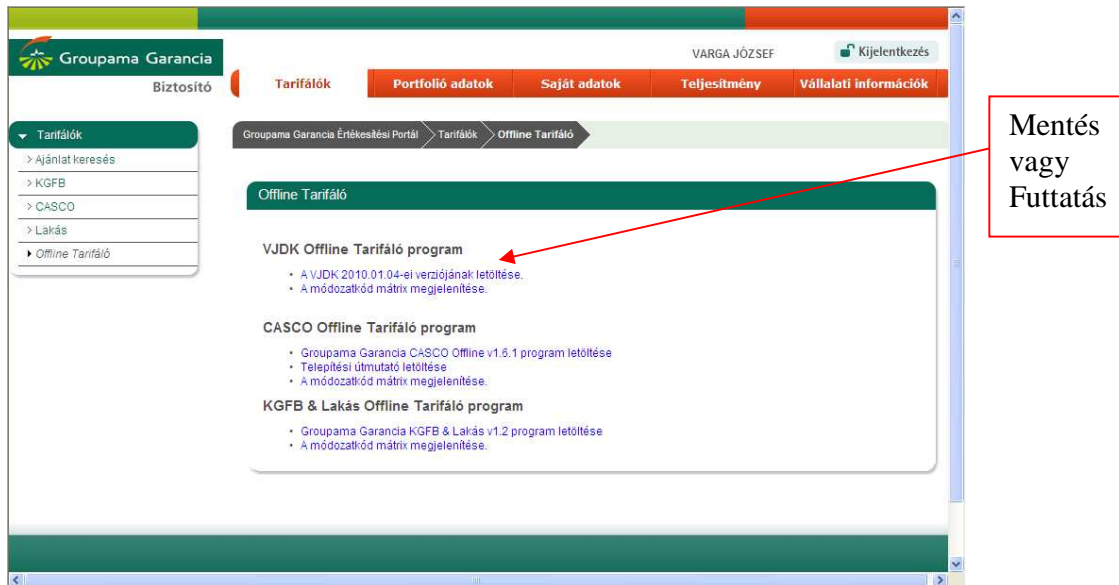 Groupama Garancia
Biztosító
VARGA JÓZSEF
Kijelentkezés
Tarifálók
Portfolió adatok
Saját adatok
Teljesítmény
Vállalati információk
Tarifálók
> Ajánlat keresés
> KGFB
> CASCO
> Lakás
Offline Tarifáló
Groupama Garancia Értékesítési Portál
Tarifálók
Offline Tarifáló
Offline Tarifáló
VJDK Offline Tarifáló program
• A VJDK 2010.01.04-ei verziójának letöltése.
• A módozatkód mátrix megjelenítése.
CASCO Offline Tarifáló program
• Groupama Garancia CASCO Offline v1.6.1 program letöltése
• Telepítési útmutató letöltése
• A módozatkód mátrix megjelenítése.
KGFB & Lakás Offline Tarifáló program
• Groupama Garancia KGFB & Lakás v1.2 program letöltése
• A módozatkód mátrix megjelenítése.
Mentés
vagy
Futtatás